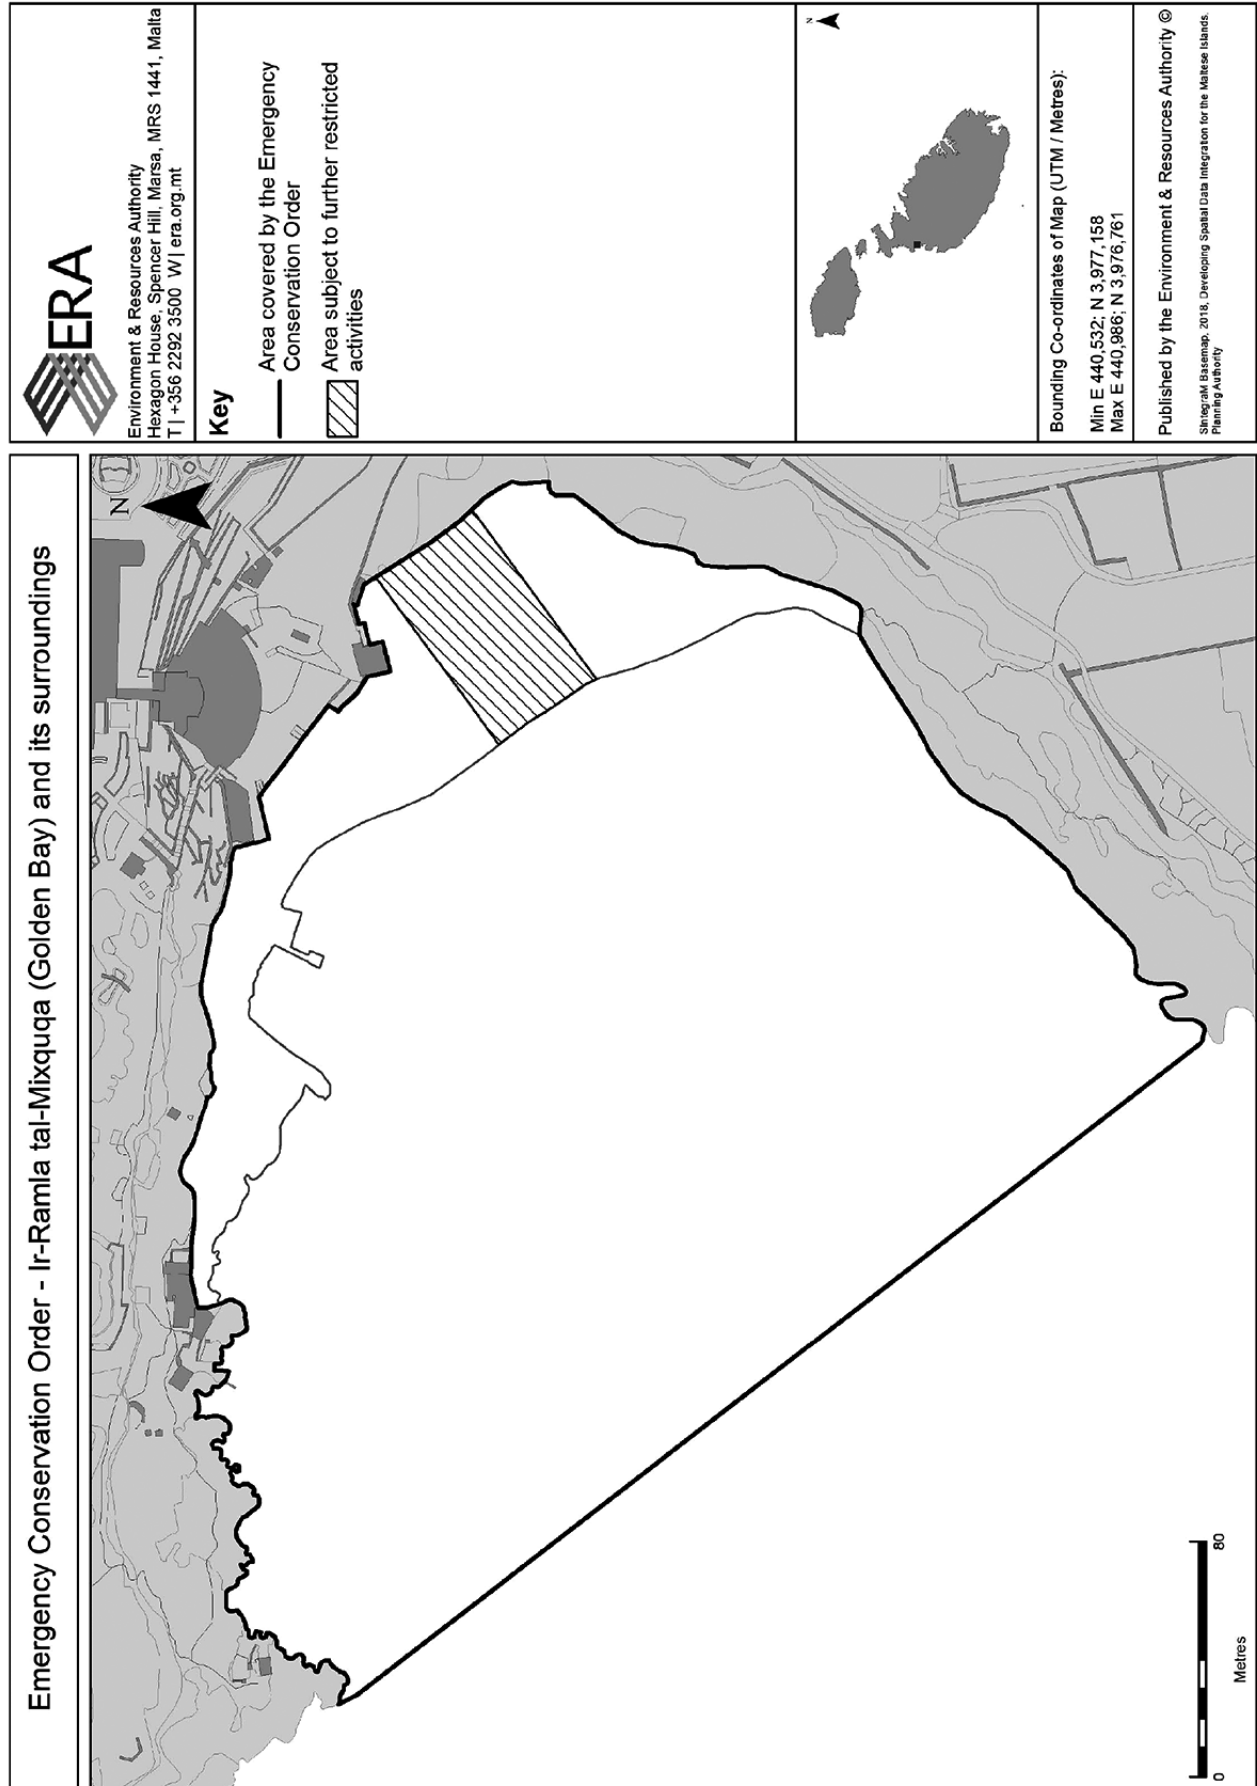 Emergency Conservation Order - Ir-Ramla tal-Mixquqa (Golden Bay) and its surroundings
N
0
80
Metres
ERA
Environment & Resources Authority
Hexagon House, Spencer Hill, Marsa, MRS 1441, Malta
T | +356 2292 3500 W| era.org.mt
Key
Area covered by the Emergency
Conservation Order
Area subject to further restricted
activities
N
Bounding Co-ordinates of Map (UTM / Metres):
Min E 440,532; N 3,977,158
Max E 440,986; N 3,976,761
Published by the Environment & Resources Authority ©
SIntegraM Basemap, 2018, Developing Spatial Data Integration for the Maltese Islands.
Planning Authority